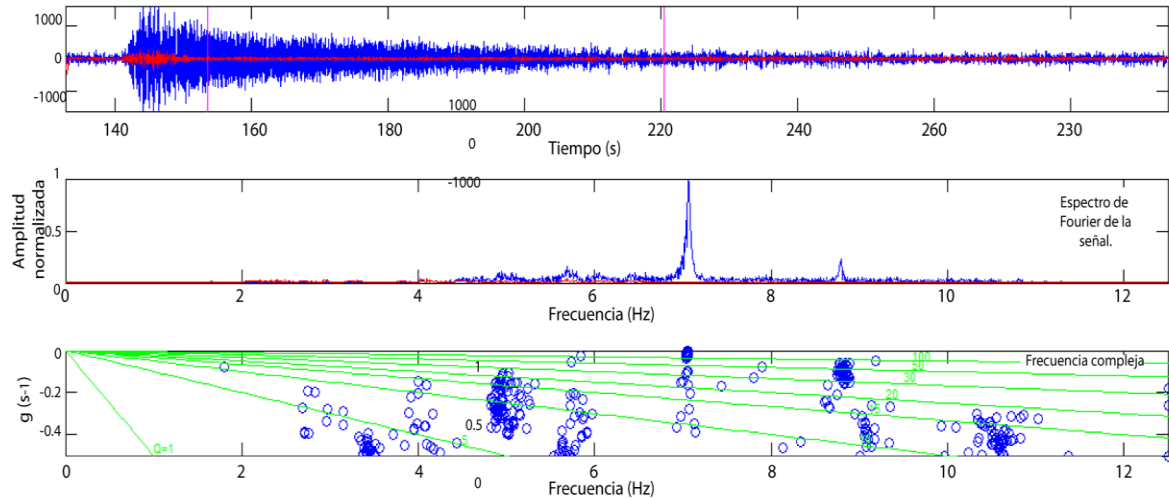 1000
0
-1000
1000
140 160 180 200 220 240 260 230
0
Tiempo (s)
1
-1000
Amplitud
normalizada
0.5
Espectro de
Fourier de la
señal.
0
0 2 4 6 8 10 12
Frecuencia (Hz)
0
1
100
Frecuencia compleja
50
30
-0.2
20
g (s-1)
0.5
-0.4
5
Q=1
0 2 4 6 8 10 12
0
Frecuencia (Hz)